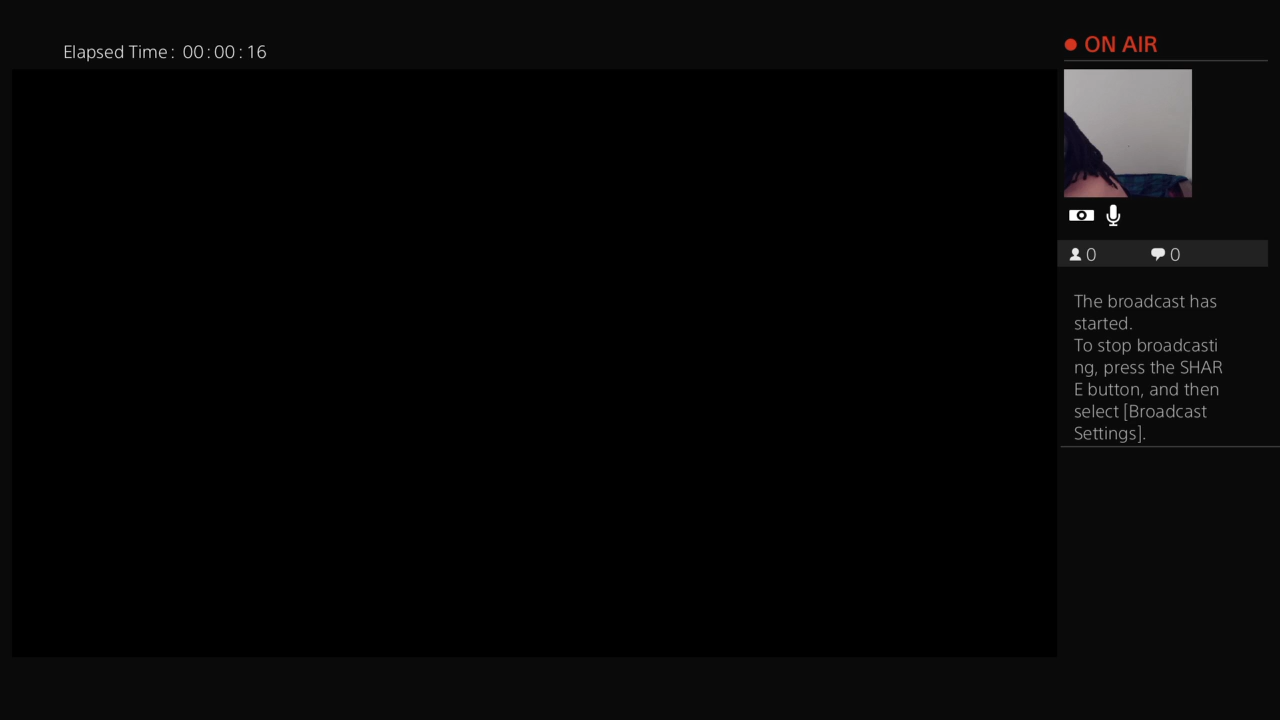 Elapsed Time: 00:00:16
ON AIR
0 0
The broadcast has
started.
To stop broadcasti
ng, press the SHAR
E button, and then
select [Broadcast
Settings].